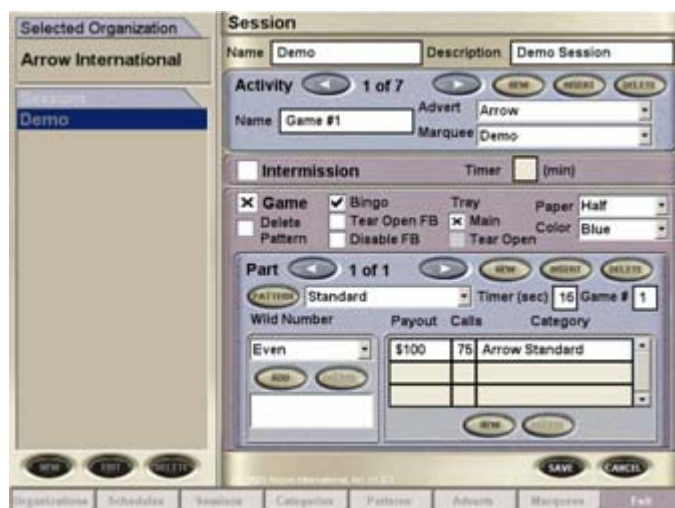 Selected Organization
Arrow International
Sessions
Demo
NEW EDIT DELETE
Session
Name Demo Description Demo Session
Activity 1 of 7 NEW INSERT DELETE
Name Game #1 Advert Arrow
Marquee Demo
Intermission Timer (min)
Game Bingo Tray Paper Half
Delete Pattern Tear Open FB Main Color Blue
Disable FB Tear Open
Part 1 of 1 NEW INSERT DELETE
PATTERN Standard Timer (sec) 16 Game # 1
Wild Number Payout Calls Category
Even $100 75 Arrow Standard
ADD DELETE
NEW DELETE
SAVE CANCEL
Organizations Schedules Sessions Categories Patterns Adverts Marquees Exit